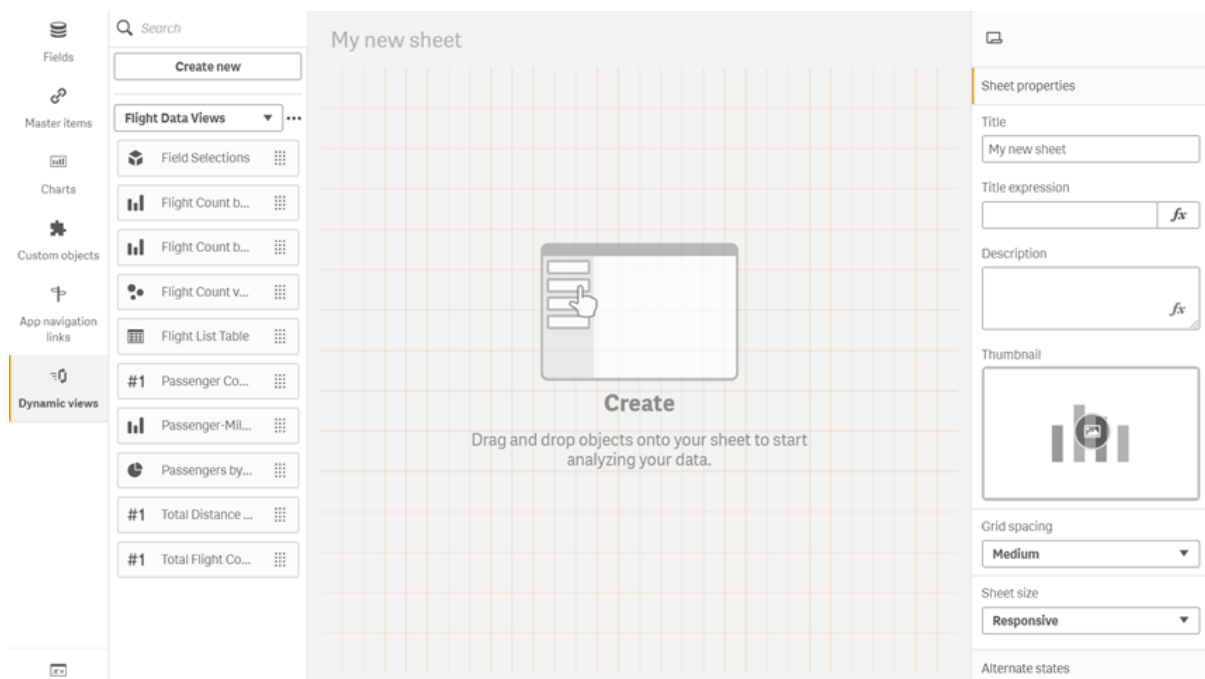 Fields
Master items
Charts
Custom objects
App navigation
links
Dynamic views
Search
Create new
Flight Data Views
Field Selections
Flight Count b...
Flight Count b...
Flight Count v...
Flight List Table
#1 Passenger Co...
Passenger-Mil...
Passengers by...
#1 Total Distance ...
#1 Total Flight Co...
My new sheet
Create
Drag and drop objects onto your sheet to start
analyzing your data.
Sheet properties
Title
My new sheet
Title expression
fx
Description
fx
Thumbnail
Grid spacing
Medium
Sheet size
Responsive
Alternate states